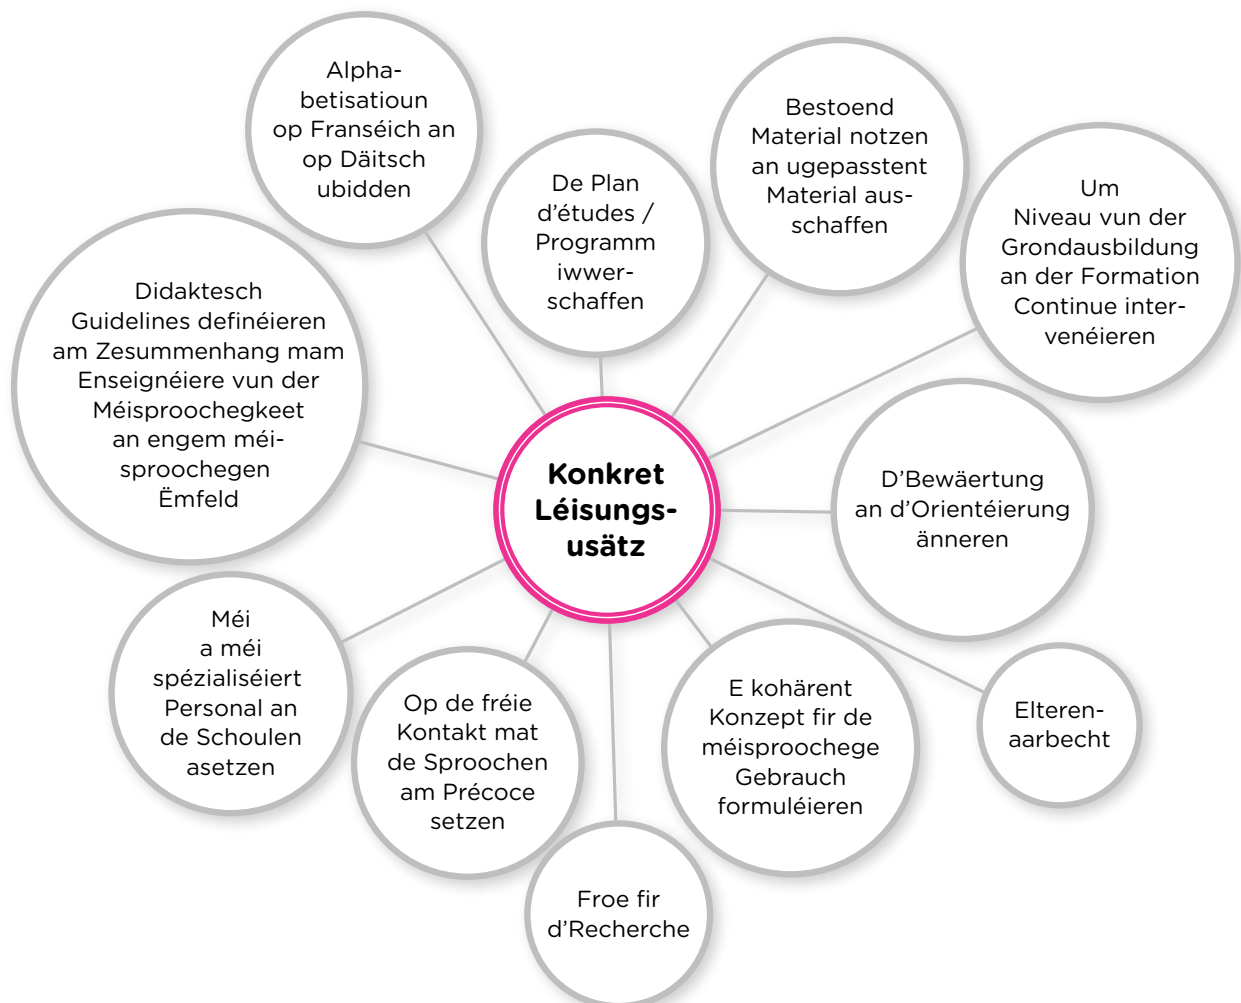 Alpha-
betisatioun
op Franséich an
op Däitsch
ubidden
De Plan
d’études /
Programm
iwwer-
schaffen
Bestoend
Material notzen
an ugepasstent
Material aus-
schaffen
Um
Niveau vun der
Grondausbildung
an der Formation
Continue inter-
venéieren
Didaktesch
Guidelines definéieren
am Zesummenhang mam
Enseignéiere vun der
Méisproochegkeet
an engem méi-
sproochegen
Ëmfeld
Konkret
Léisungs-
usätz
D’Bewäertung
an d’Orientéierung
änneren
Méi
a méi
spézialiséiert
Personal an
de Schoulen
asetzen
Op de fréie
Kontakt mat
de Sproochen
am Précoce
setzen
E kohärent
Konzept fir de
méisproochege
Gebrauch
formuléieren
Elteren-
aarbecht
Froe fir
d’Recherche